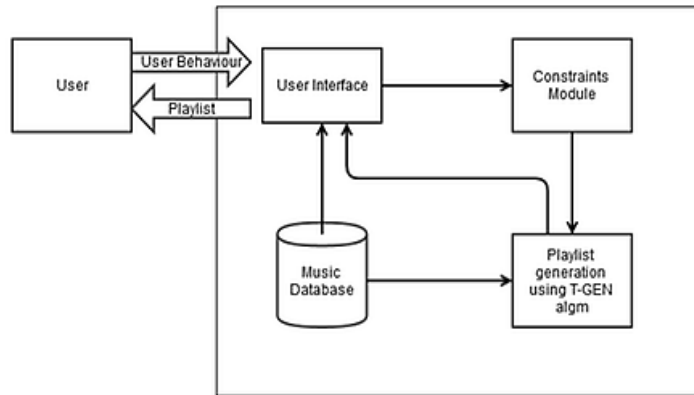 User
User Behaviour
Playlist
User Interface
Constraints
Module
Music
Database
Playlist
generation
using T-GEN
algm